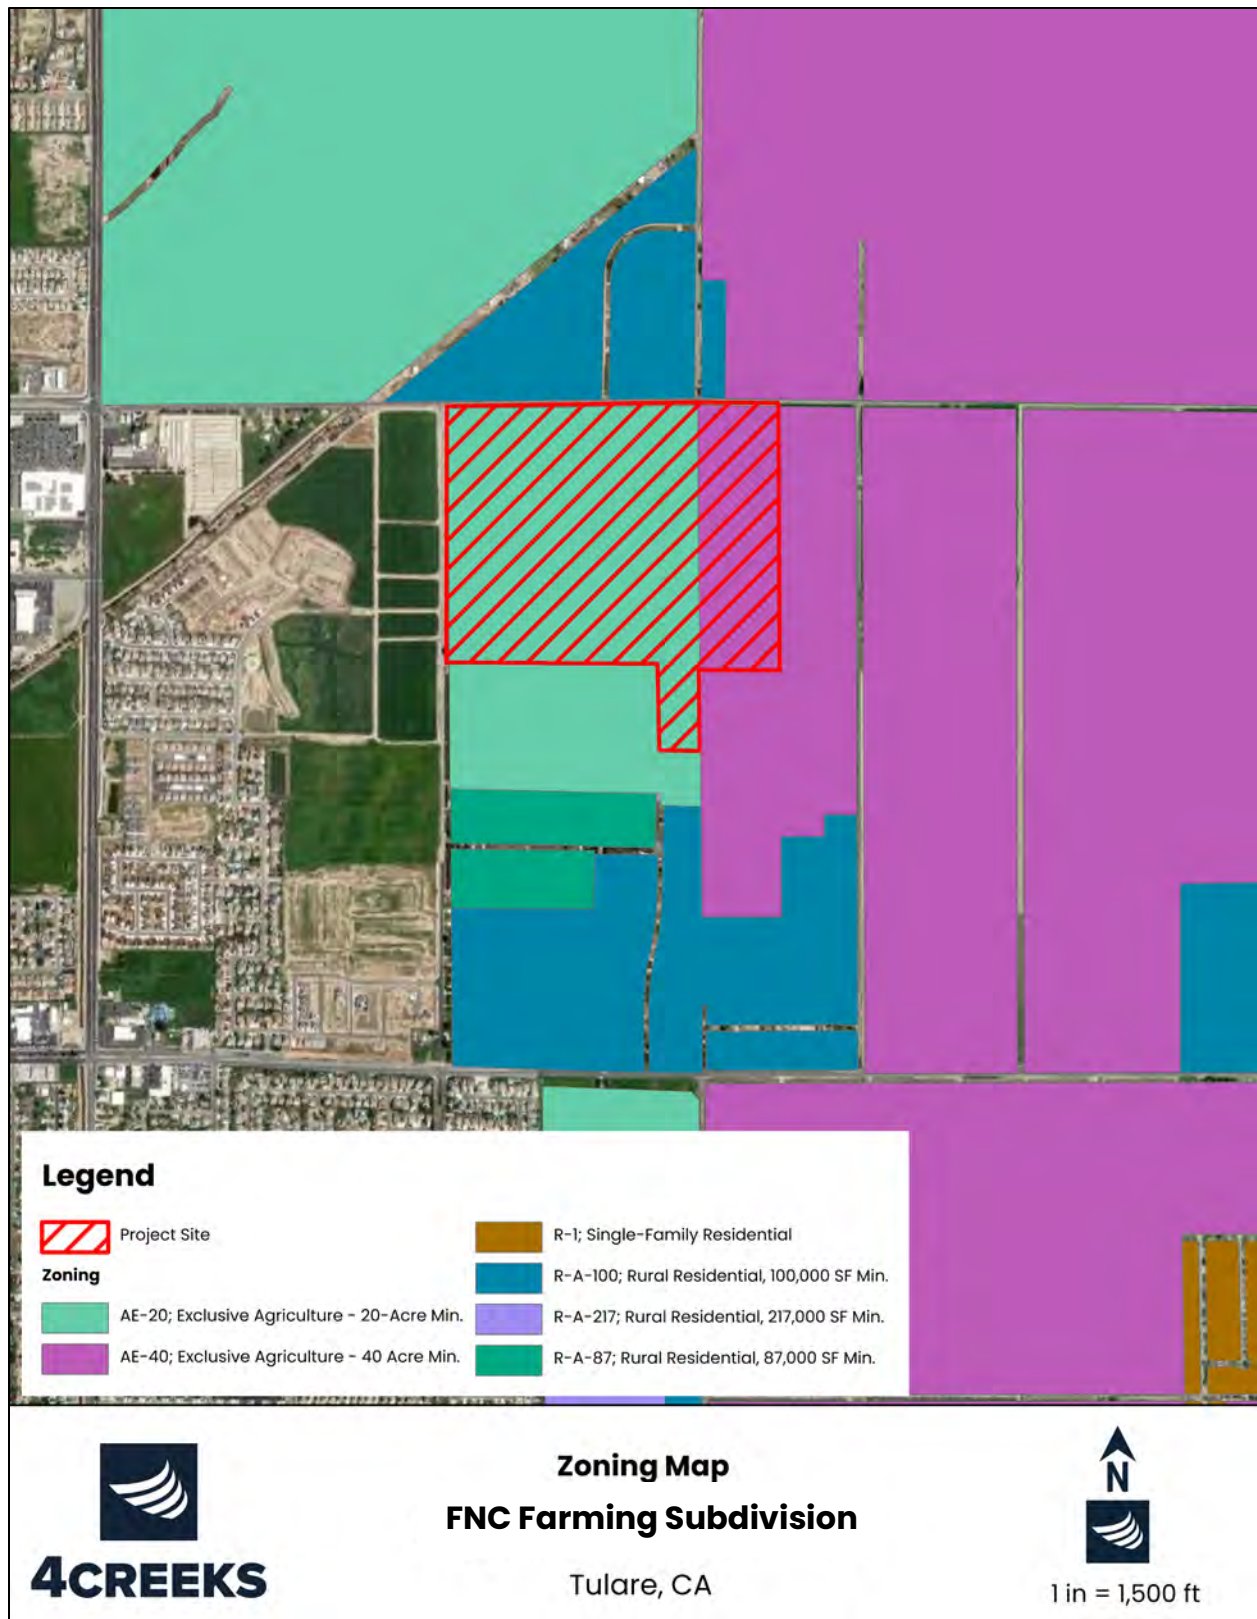 Legend
Project Site
Zoning
AE-20; Exclusive Agriculture - 20-Acre Min.
AE-40; Exclusive Agriculture - 40 Acre Min.
R-1; Single-Family Residential
R-A-100; Rural Residential, 100,000 SF Min.
R-A-217; Rural Residential, 217,000 SF Min.
R-A-87; Rural Residential, 87,000 SF Min.
4CREEKS
Zoning Map
FNC Farming Subdivision
Tulare, CA
N
1 in = 1,500 ft